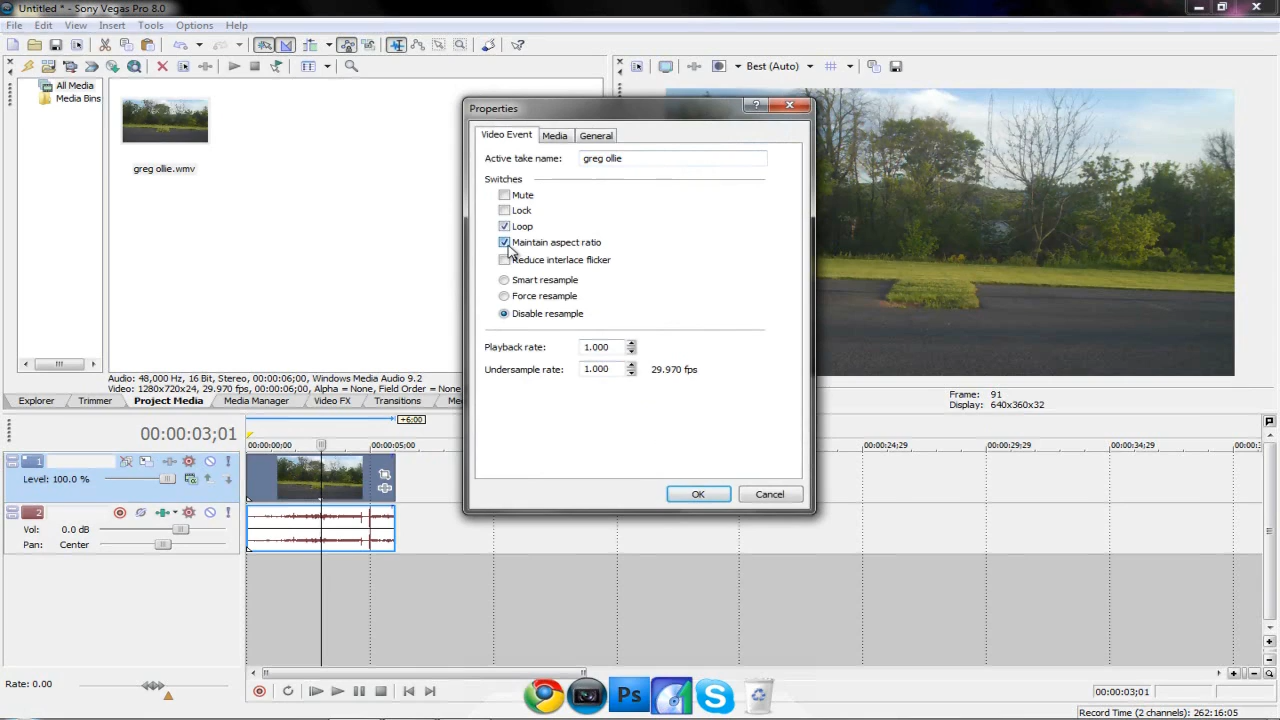 Untitled * - Sony Vegas Pro 8.0
File Edit View Insert Tools Options Help
Best (Auto)
All Media
Media Bins
greg ollie.wmv
Audio: 48,000 Hz, 16 Bit, Stereo, 00:00:06;00, Windows Media Audio 9.2
Video: 1280x720x24, 29.970 fps, 00:00:06;00, Alpha = None, Field Order = None
Explorer Trimmer Project Media Media Manager Video FX Transitions Me
Properties
Video Event Media General
Active take name: greg ollie
Switches
Mute
Lock
Loop
Maintain aspect ratio
Reduce interlace flicker
Smart resample
Force resample
Disable resample
Playback rate: 1.000
Undersample rate: 1.000 29.970 fps
OK Cancel
Frame: 91
Display: 640x360x32
+6;00
00:00:03;01
00:00:00;00 00:00:05;00 00:00:24;29 00:00:29;29 00:00:34;29
1
Level: 100.0 %
2
Vol: 0.0 dB
Pan: Center
Rate: 0.00
Ps
00:00:03;01
Record Time (2 channels): 262:16:05